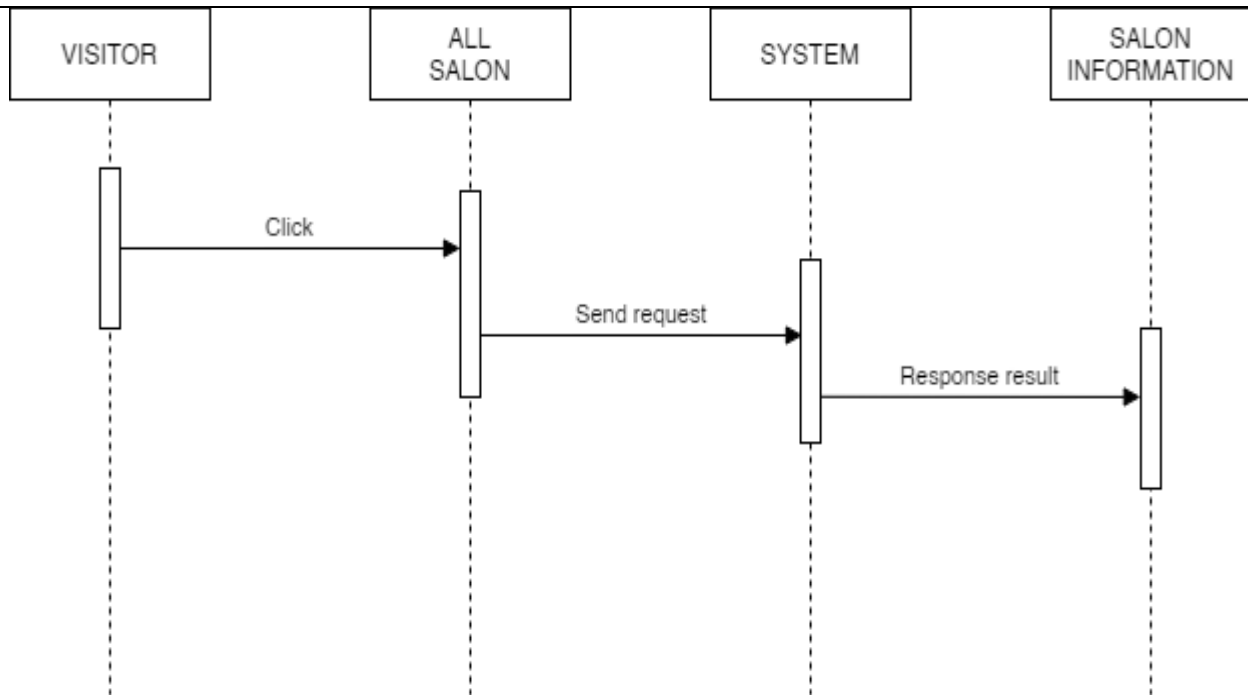 VISITOR
ALL
SALON
SYSTEM
SALON
INFORMATION
Click
Send request
Response result